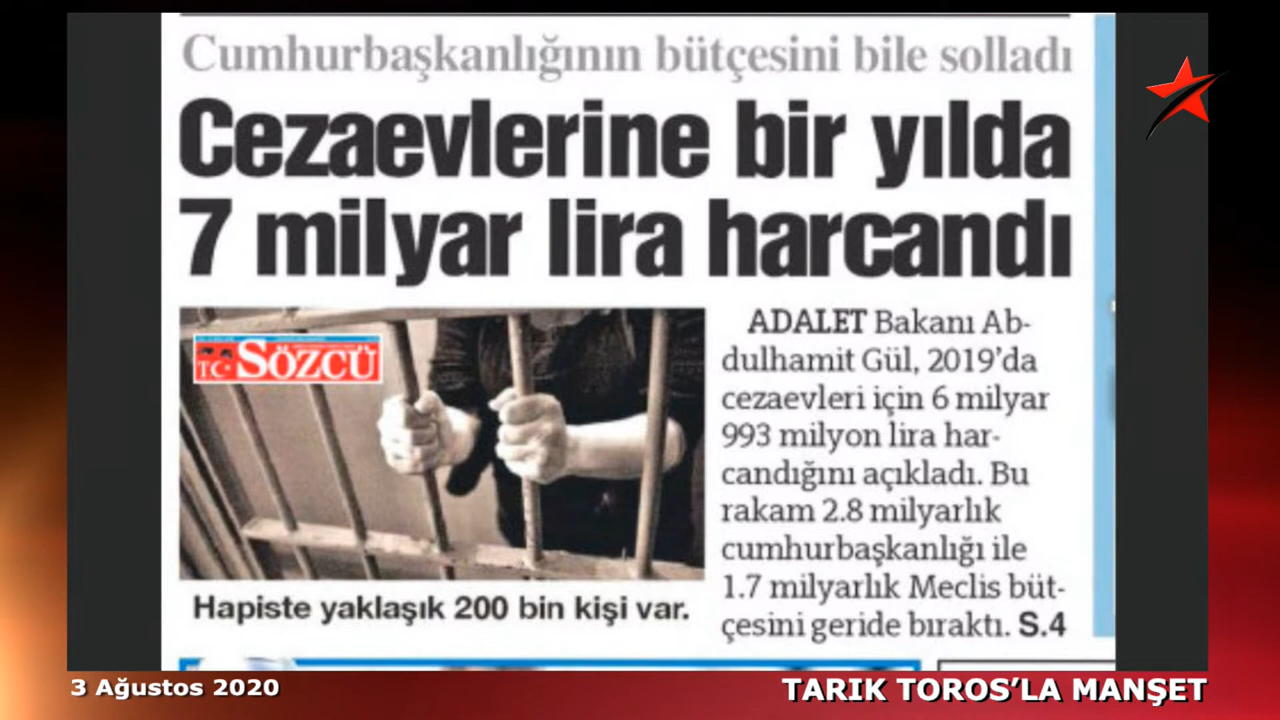 Cumhurbaşkanlığının bütçesini bile solladı
Cezaevlerine bir yılda
7 milyar lira harcandı
T.C.
SÖZCÜ
ADALET Bakanı Ab-
dulhamit Gül, 2019'da
cezaevleri için 6 milyar
993 milyon lira har-
candığını açıkladı. Bu
rakam 2.8 milyarlık
cumhurbaşkanlığı ile
1.7 milyarlık Meclis büt-
çesini geride bıraktı. S.4
Hapiste yaklaşık 200 bin kişi var.
3 Ağustos 2020
TARIK TOROS'LA MANŞET